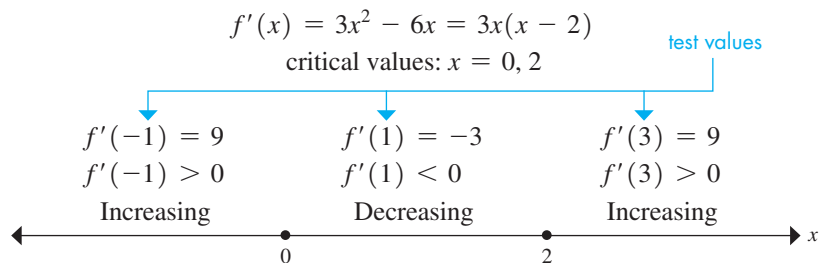 f′(x) = 3x² − 6x = 3x(x − 2)
test values
critical values: x = 0, 2
f′(−1) = 9 f′(1) = −3 f′(3) = 9
f′(−1) > 0 f′(1) < 0 f′(3) > 0
Increasing Decreasing Increasing
x
0 2